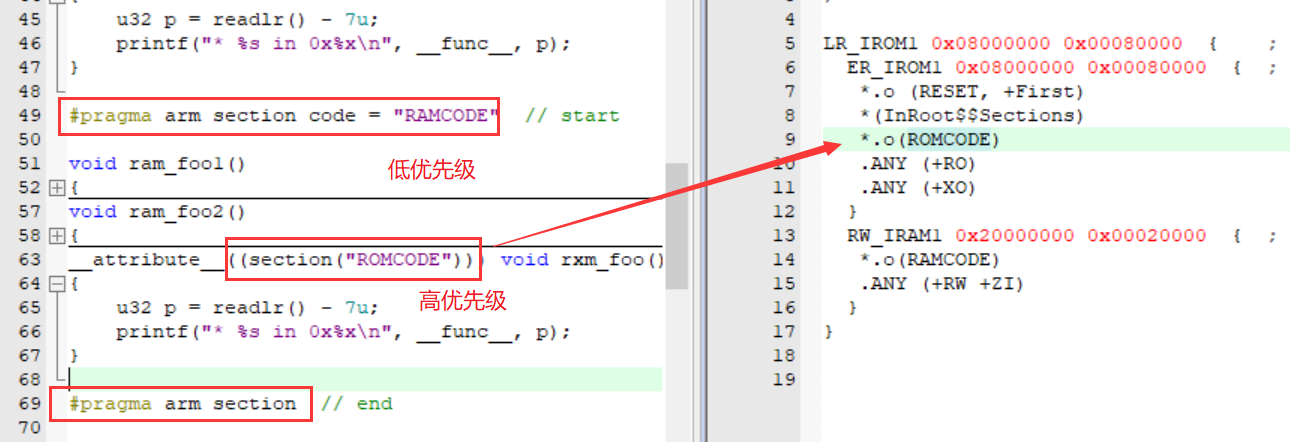 45 u32 p = readlr() - 7u;
46 printf("* %s in 0x%x\n", __func__, p);
47 }
48
49 #pragma arm section code = "RAMCODE" // start
50
51 void ram_foo1()
低优先级
52 {
57 void ram_foo2()
58 {
63 __attribute__((section("ROMCODE"))) void rxm_foo()
64 {
高优先级
65 u32 p = readlr() - 7u;
66 printf("* %s in 0x%x\n", __func__, p);
67 }
68
69 #pragma arm section // end
70
4
5 LR_IROM1 0x08000000 0x00080000 { ;
6 ER_IROM1 0x08000000 0x00080000 { ;
7 *.o (RESET, +First)
8 *(InRoot$$Sections)
9 *.o(ROMCODE)
10 .ANY (+RO)
11 .ANY (+XO)
12 }
13 RW_IRAM1 0x20000000 0x00020000 { ;
14 *.o(RAMCODE)
15 .ANY (+RW +ZI)
16 }
17 }
18
19